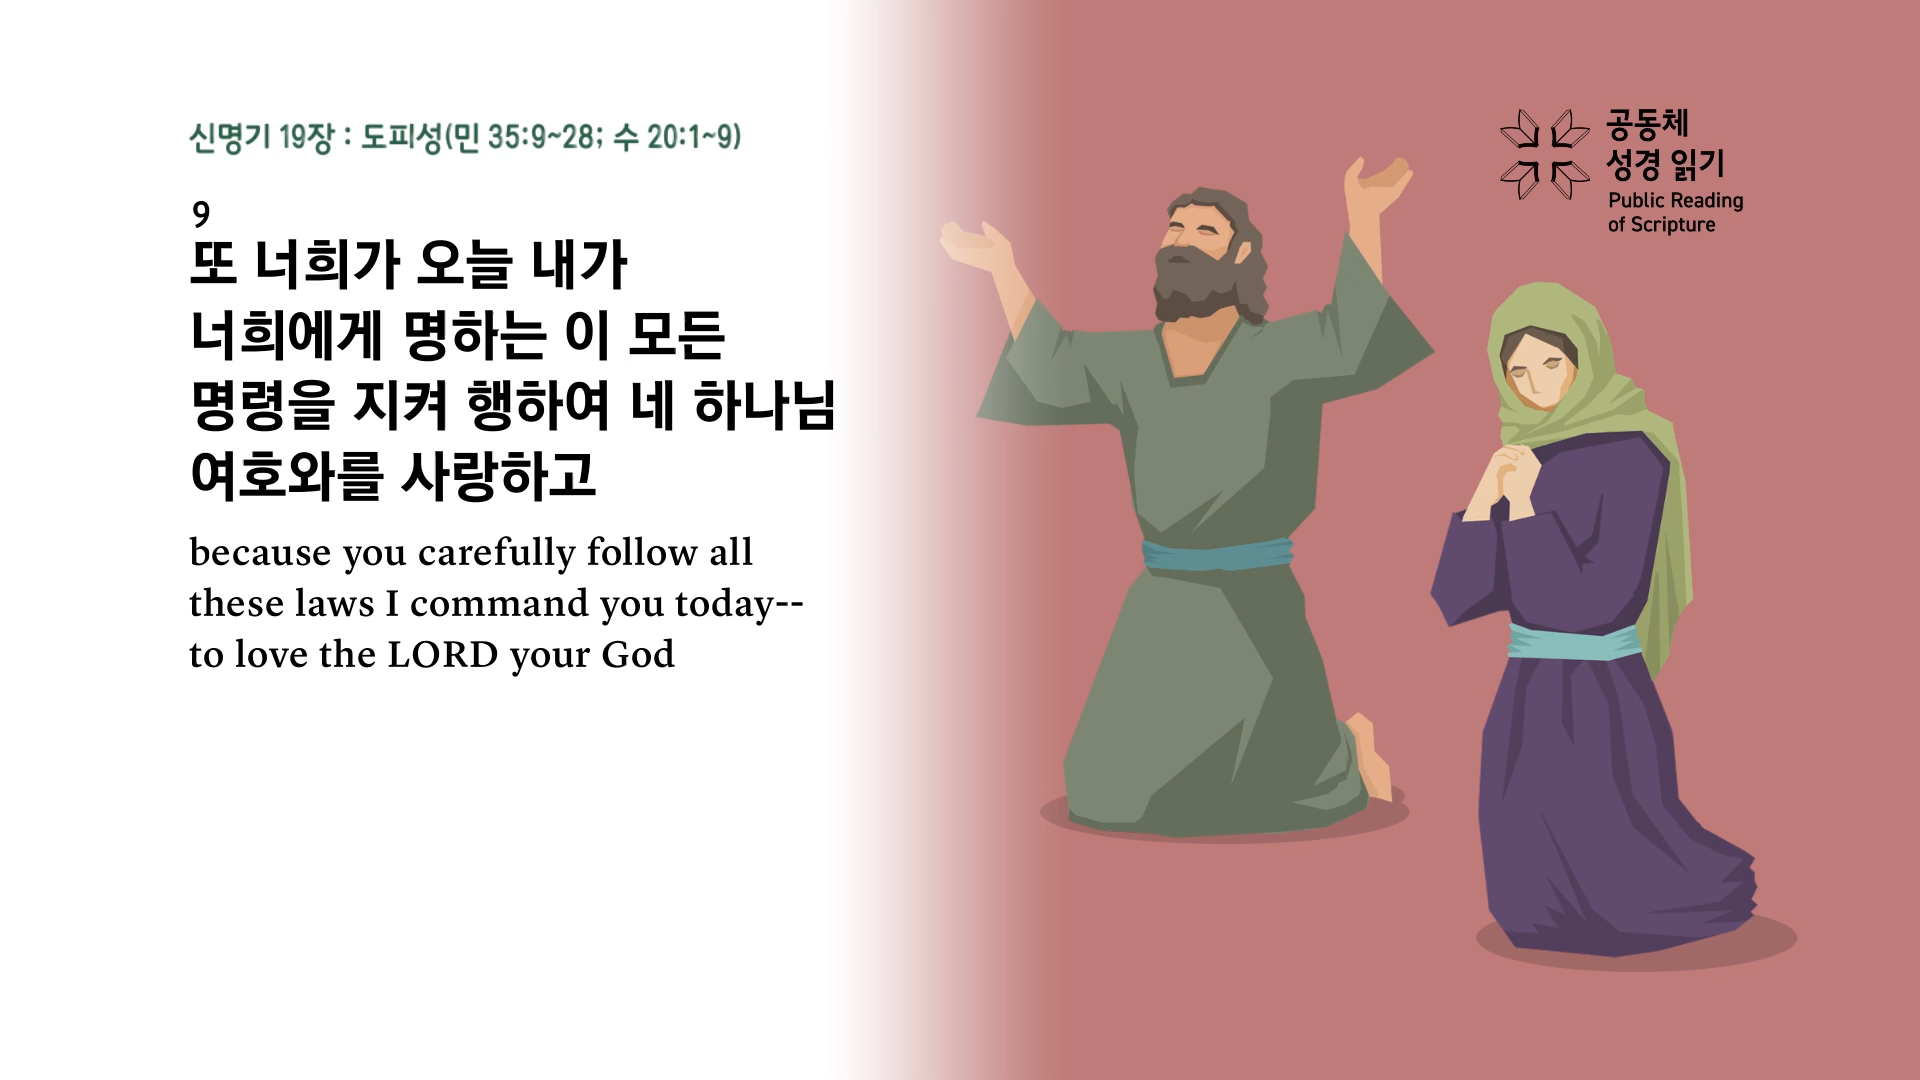 신명기 19장 : 도피성(민 35:9~28; 수 20:1~9)
9
또 너희가 오늘 내가
너희에게 명하는 이 모든
명령을 지켜 행하여 네 하나님
여호와를 사랑하고
because you carefully follow all
these laws I command you today--
to love the LORD your God
공동체
성경 읽기
Public Reading
of Scripture